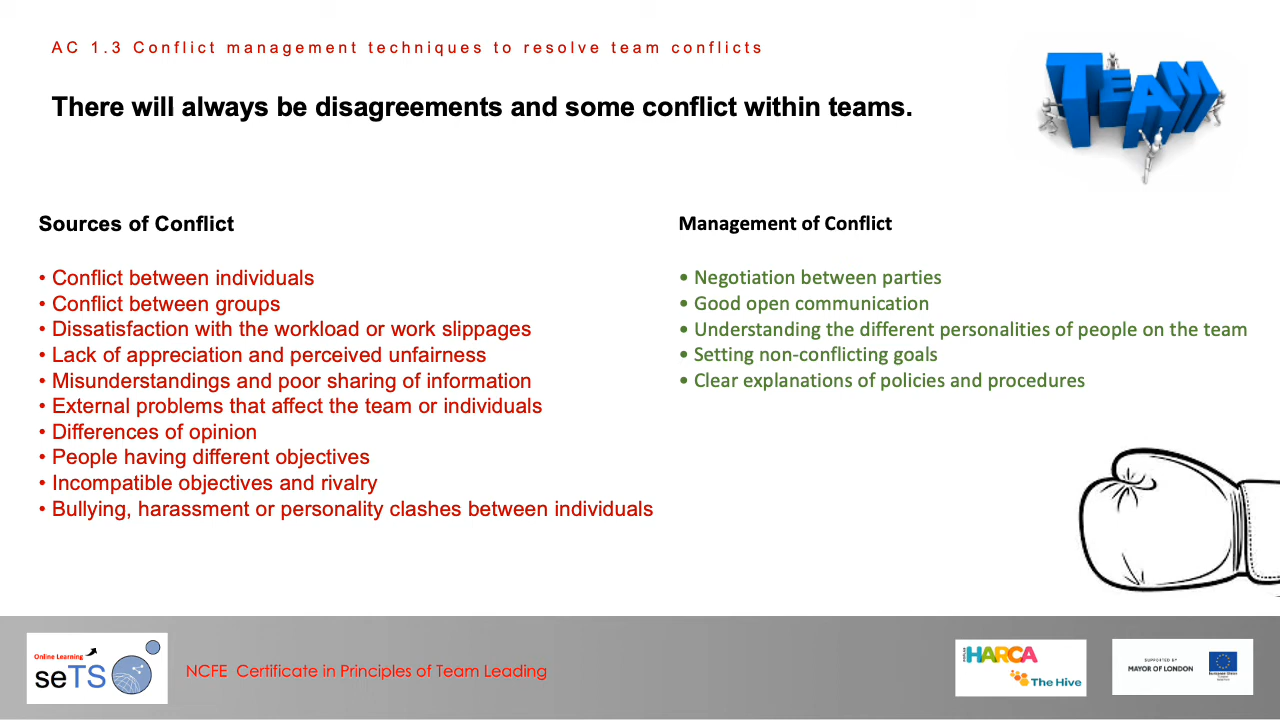 AC 1.3 Conflict management techniques to resolve team conflicts
There will always be disagreements and some conflict within teams.
TEAM
Sources of Conflict
• Conflict between individuals
• Conflict between groups
• Dissatisfaction with the workload or work slippages
• Lack of appreciation and perceived unfairness
• Misunderstandings and poor sharing of information
• External problems that affect the team or individuals
• Differences of opinion
• People having different objectives
• Incompatible objectives and rivalry
• Bullying, harassment or personality clashes between individuals
Management of Conflict
• Negotiation between parties
• Good open communication
• Understanding the different personalities of people on the team
• Setting non-conflicting goals
• Clear explanations of policies and procedures
Online Learning
seTS
NCFE Certificate in Principles of Team Leading
HARCA
The Hive
SUPPORTED BY
MAYOR OF LONDON
European Union